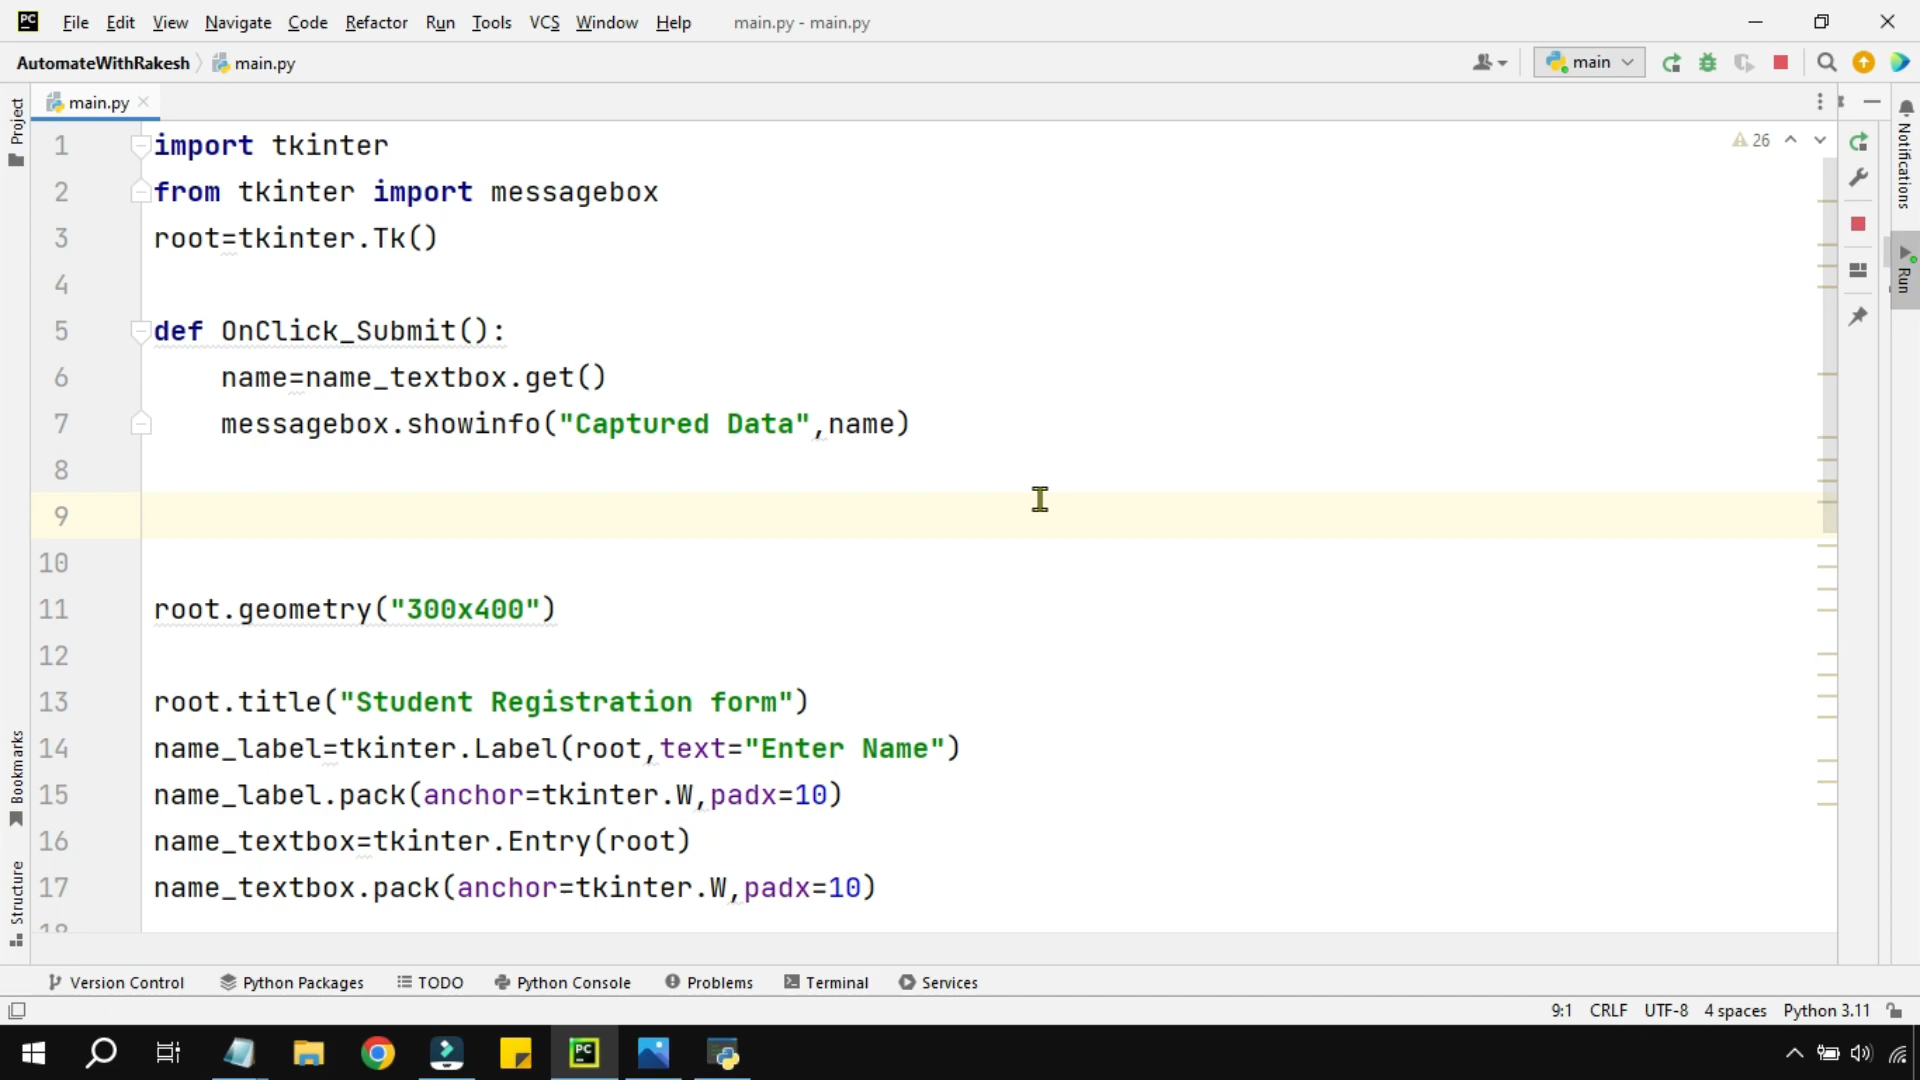 PC File Edit View Navigate Code Refactor Run Tools VCS Window Help main.py - main.py
AutomateWithRakesh main.py main
main.py
Project
Notifications
Run
Bookmarks
Structure
26
1 import tkinter
2 from tkinter import messagebox
3 root=tkinter.Tk()
4
5 def OnClick_Submit():
6 name=name_textbox.get()
7 messagebox.showinfo("Captured Data",name)
8
9
10
11 root.geometry("300x400")
12
13 root.title("Student Registration form")
14 name_label=tkinter.Label(root,text="Enter Name")
15 name_label.pack(anchor=tkinter.W,padx=10)
16 name_textbox=tkinter.Entry(root)
17 name_textbox.pack(anchor=tkinter.W,padx=10)
18
Version Control Python Packages TODO Python Console Problems Terminal Services
9:1 CRLF UTF-8 4 spaces Python 3.11
PC